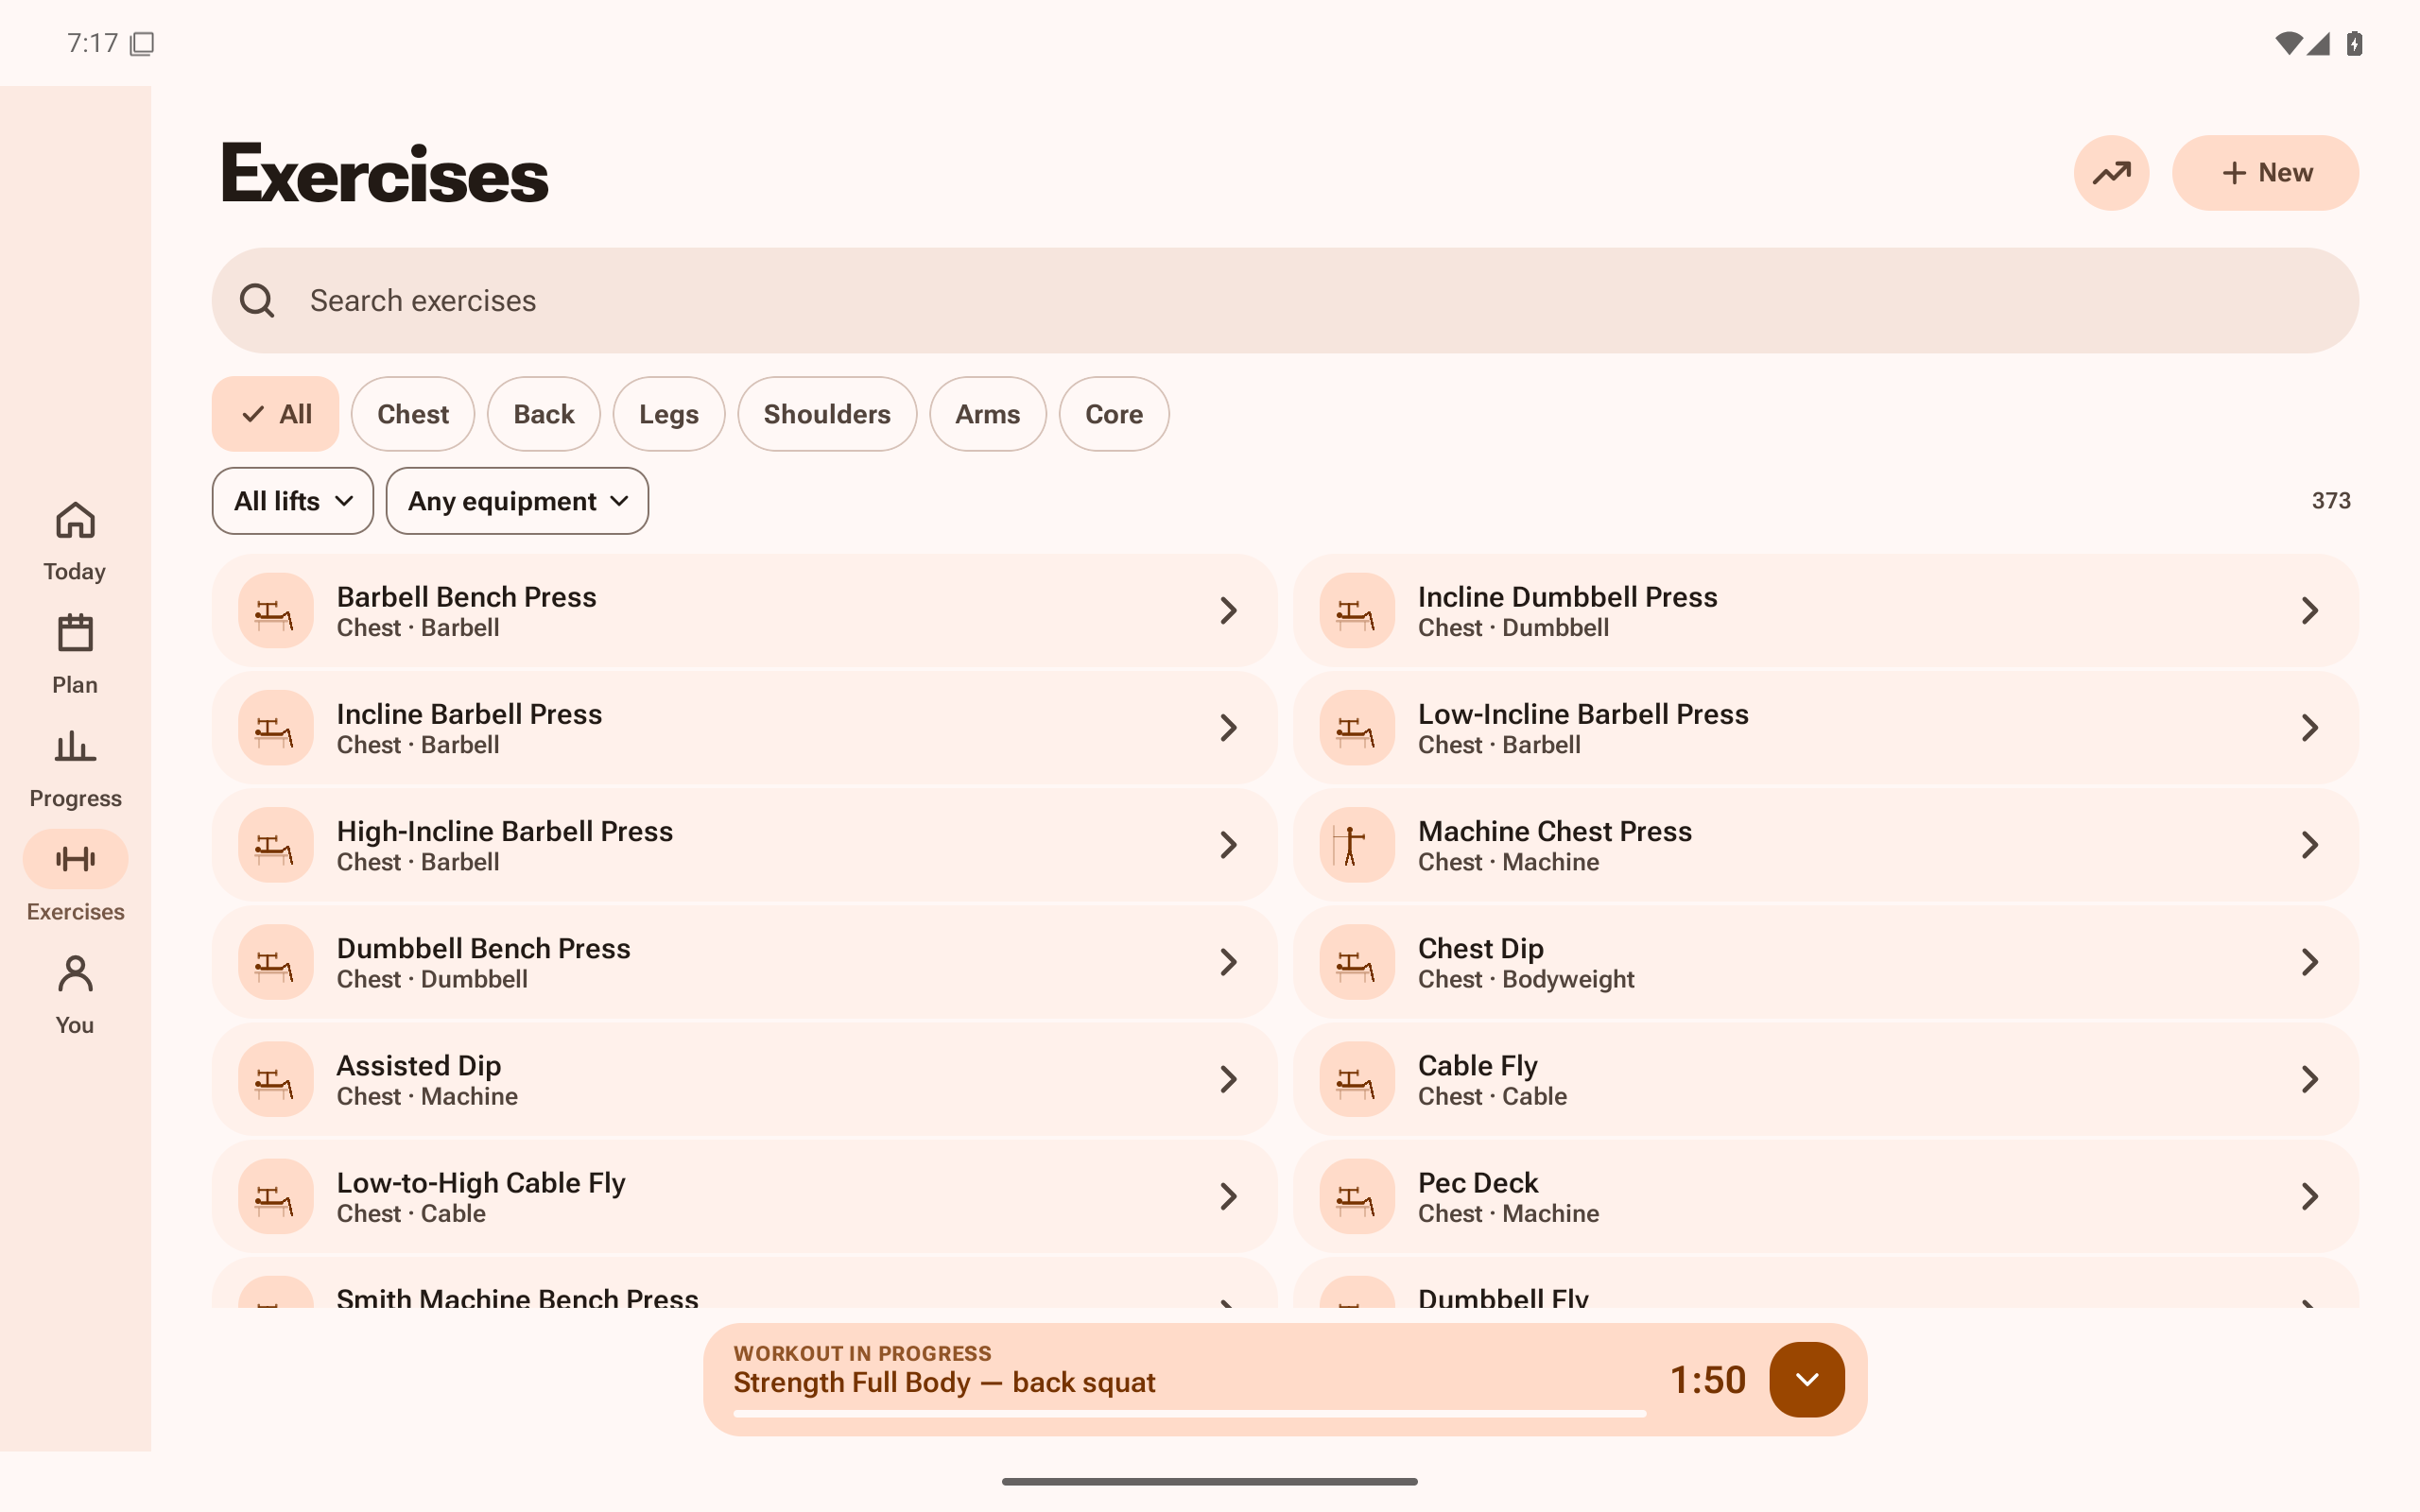 7:17
Exercises
New
Search exercises
All
Chest
Back
Legs
Shoulders
Arms
Core
All lifts
Any equipment
373
Today
Plan
Progress
Exercises
You
Barbell Bench Press
Chest · Barbell
Incline Dumbbell Press
Chest · Dumbbell
Incline Barbell Press
Chest · Barbell
Low-Incline Barbell Press
Chest · Barbell
High-Incline Barbell Press
Chest · Barbell
Machine Chest Press
Chest · Machine
Dumbbell Bench Press
Chest · Dumbbell
Chest Dip
Chest · Bodyweight
Assisted Dip
Chest · Machine
Cable Fly
Chest · Cable
Low-to-High Cable Fly
Chest · Cable
Pec Deck
Chest · Machine
Smith Machine Bench Press
Dumbbell Fly
WORKOUT IN PROGRESS
Strength Full Body — back squat
1:50